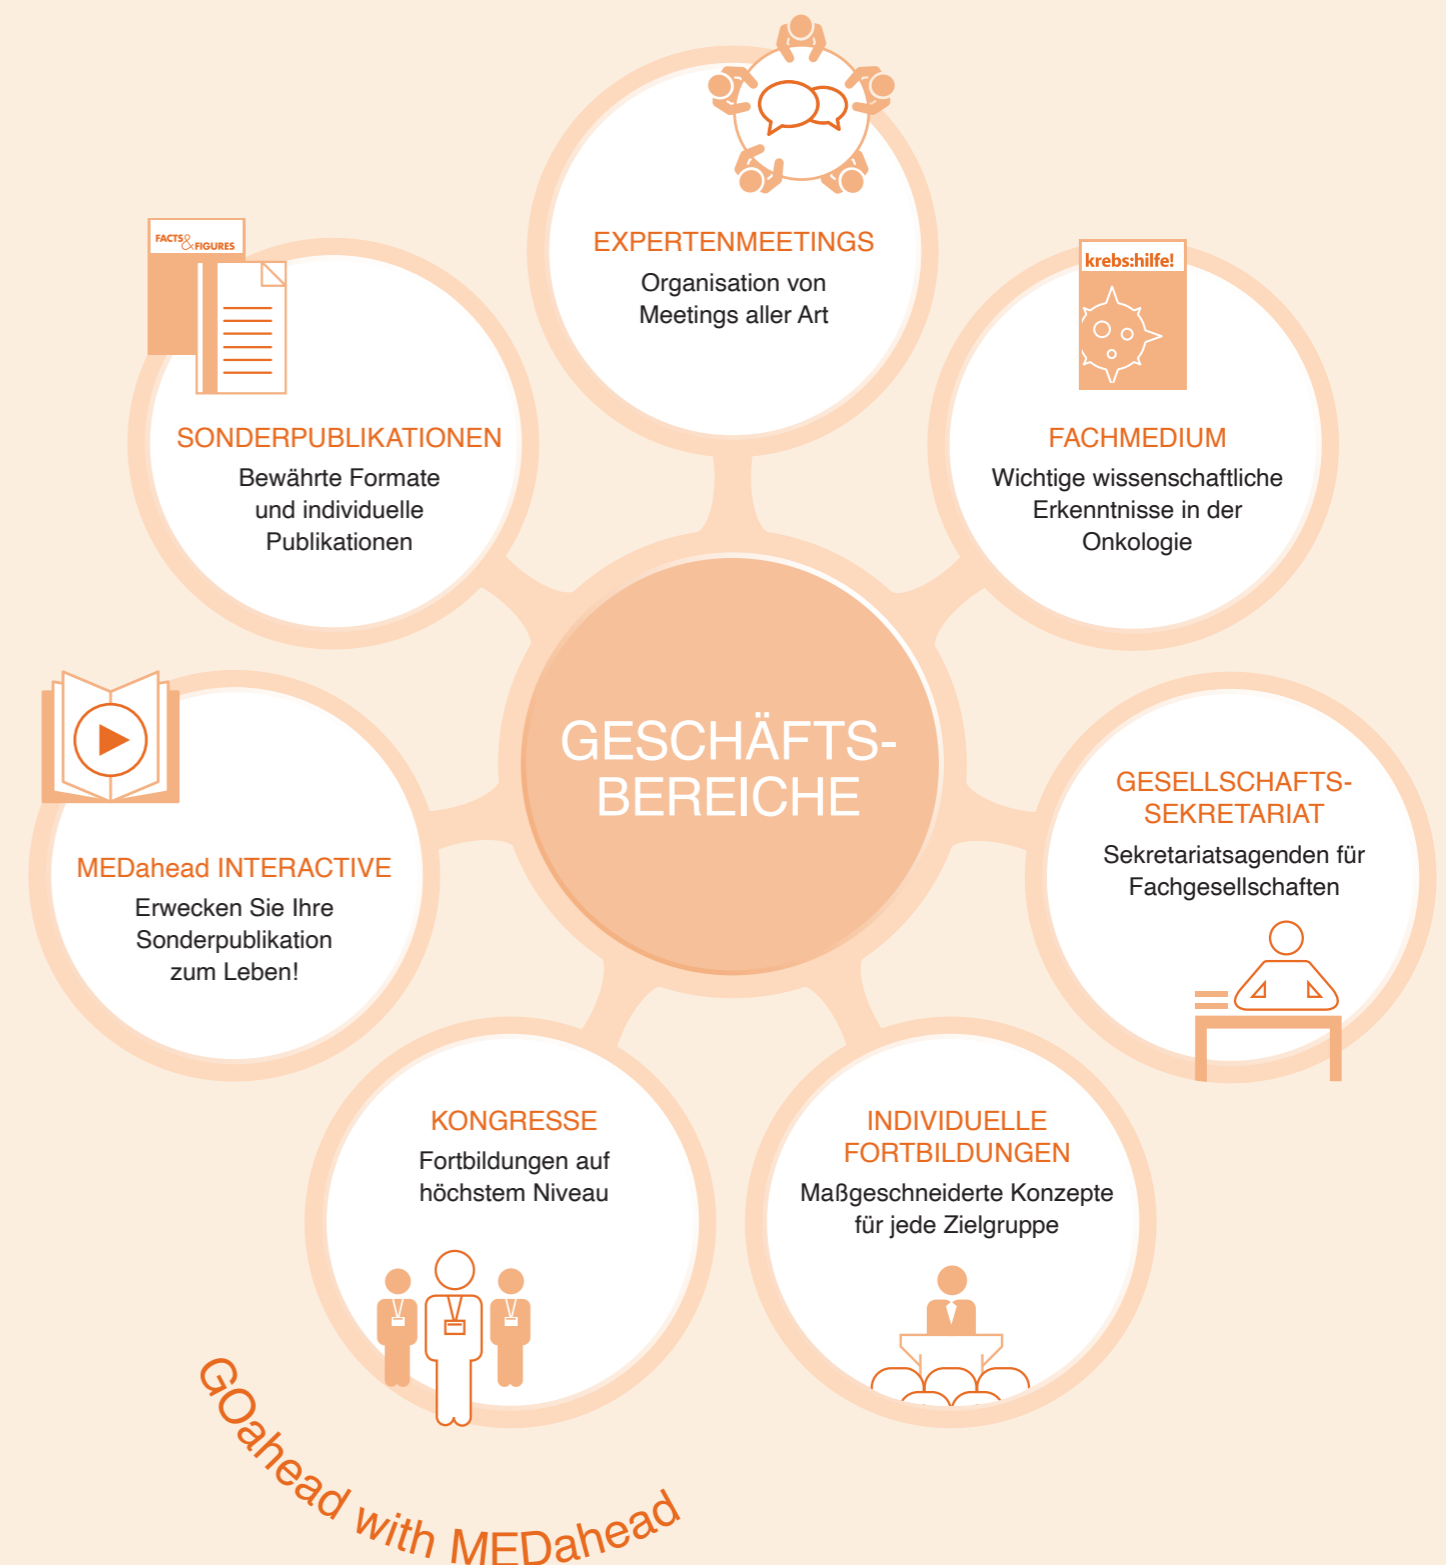 EXPERTENMEETINGS
Organisation von
Meetings aller Art
FACTS & FIGURES
SONDERPUBLIKATIONEN
Bewährte Formate
und individuelle
Publikationen
krebs:hilfe!
FACHMEDIUM
Wichtige wissenschaftliche
Erkenntnisse in der
Onkologie
GESCHÄFTS-
BEREICHE
MEDahead INTERACTIVE
Erwecken Sie Ihre
Sonderpublikation
zum Leben!
GESELLSCHAFTS-
SEKRETARIAT
Sekretariatsagenden für
Fachgesellschaften
KONGRESSE
Fortbildungen auf
höchstem Niveau
INDIVIDUELLE
FORTBILDUNGEN
Maßgeschneiderte Konzepte
für jede Zielgruppe
GOahead with MEDahead